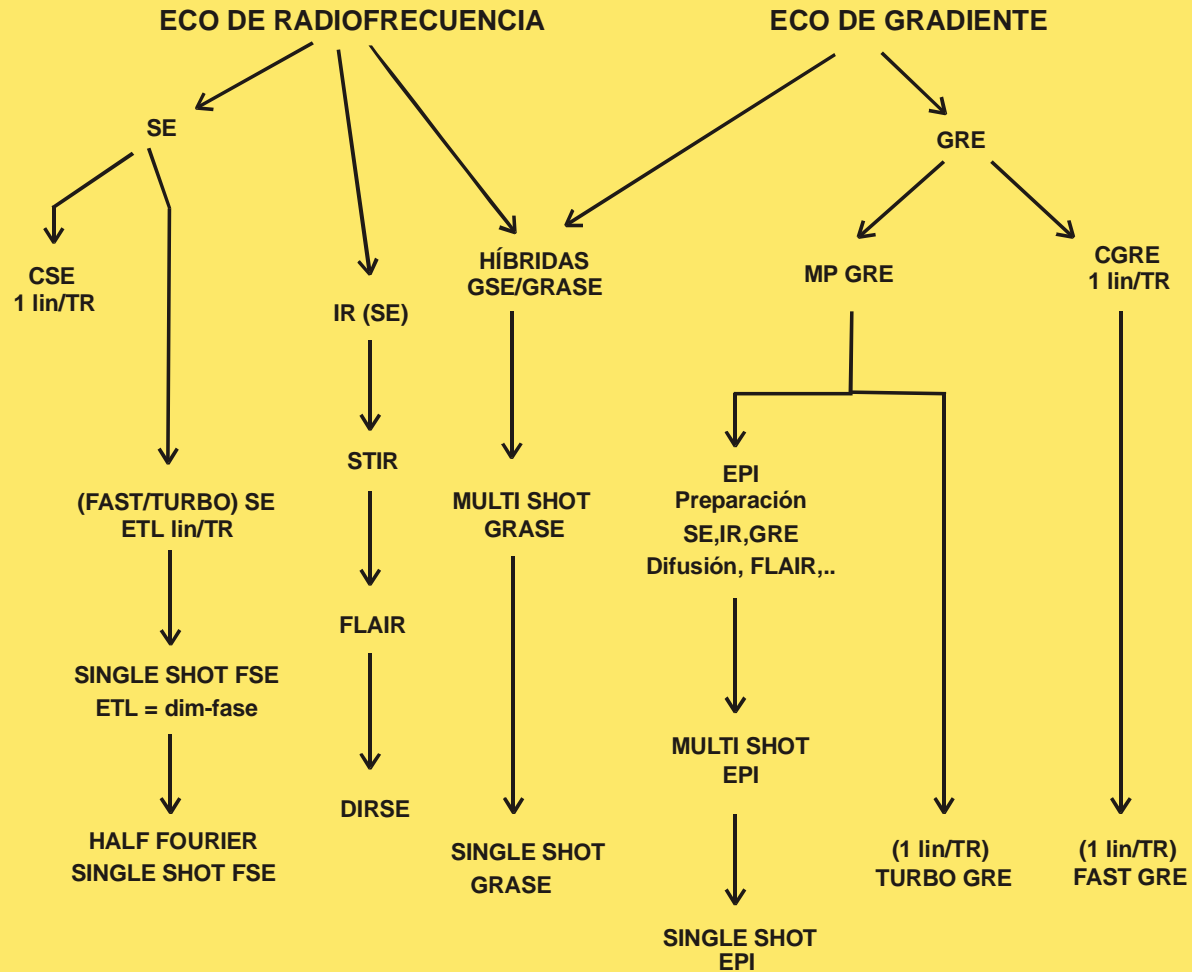 ECO DE RADIOFRECUENCIA
ECO DE GRADIENTE
SE
GRE
CSE
1 lin/TR
HÍBRIDAS
GSE/GRASE
MP GRE
CGRE
1 lin/TR
IR (SE)
STIR
(FAST/TURBO) SE
ETL lin/TR
MULTI SHOT
GRASE
EPI
Preparación
SE,IR,GRE
Difusión, FLAIR,..
FLAIR
SINGLE SHOT FSE
ETL = dim-fase
MULTI SHOT
EPI
DIRSE
HALF FOURIER
SINGLE SHOT FSE
SINGLE SHOT
GRASE
(1 lin/TR)
TURBO GRE
(1 lin/TR)
FAST GRE
SINGLE SHOT
EPI